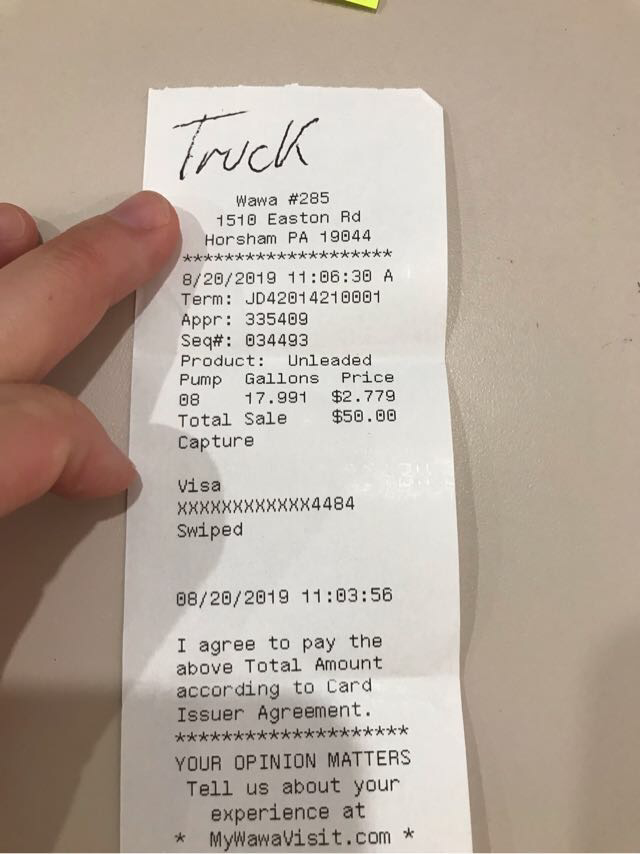 Truck
Wawa #285
1510 Easton Rd
Horsham PA 19044
********************
8/20/2019 11:06:30 A
Term: JD42014210001
Appr: 335409
Seq#: 034493
Product: Unleaded
Pump Gallons Price
08 17.991 $2.779
Total Sale $50.00
Capture
Visa
XXXXXXXXXXXX4484
Swiped
08/20/2019 11:03:56
I agree to pay the
above Total Amount
according to Card
Issuer Agreement.
********************
YOUR OPINION MATTERS
Tell us about your
experience at
* MyWawaVisit.com *